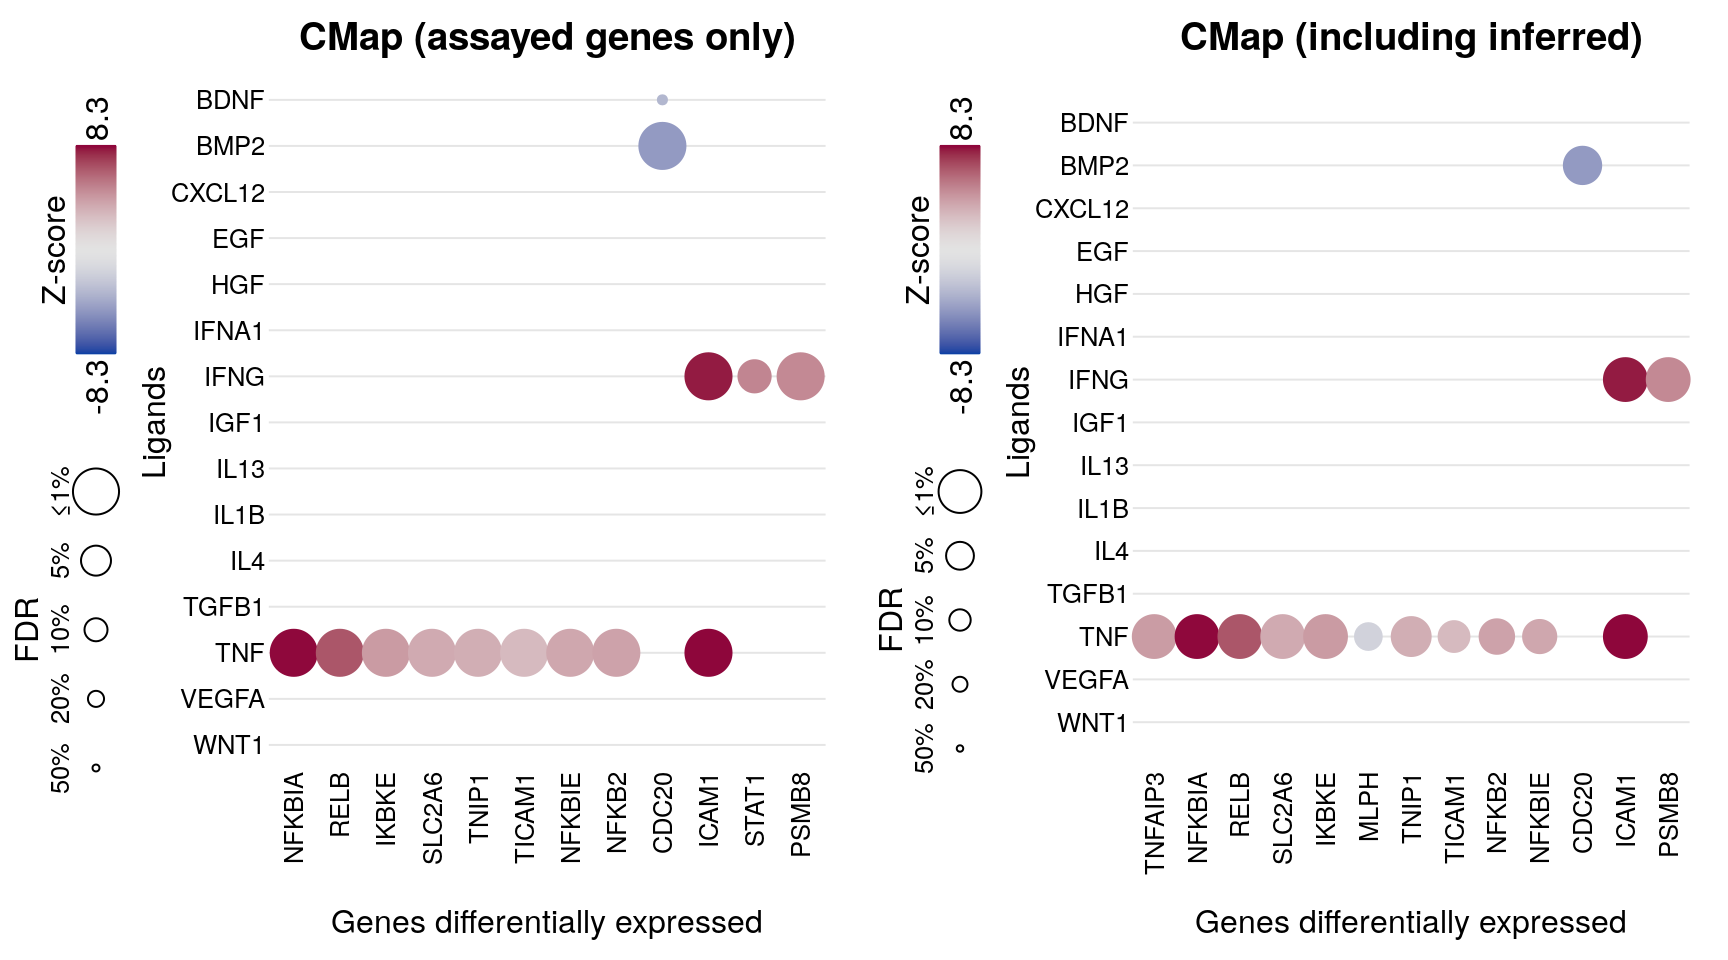 CMap (assayed genes only)
8.3
Z-score
-8.3
≤1%
5%
10%
20%
50%
FDR
Ligands
BDNF
BMP2
CXCL12
EGF
HGF
IFNA1
IFNG
IGF1
IL13
IL1B
IL4
TGFB1
TNF
VEGFA
WNT1
NFKBIA
RELB
IKBKE
SLC2A6
TNIP1
TICAM1
NFKBIE
NFKB2
CDC20
ICAM1
STAT1
PSMB8
Genes differentially expressed
CMap (including inferred)
8.3
Z-score
-8.3
≤1%
5%
10%
20%
50%
FDR
Ligands
BDNF
BMP2
CXCL12
EGF
HGF
IFNA1
IFNG
IGF1
IL13
IL1B
IL4
TGFB1
TNF
VEGFA
WNT1
TNFAIP3
NFKBIA
RELB
SLC2A6
IKBKE
MLPH
TNIP1
TICAM1
NFKB2
NFKBIE
CDC20
ICAM1
PSMB8
Genes differentially expressed